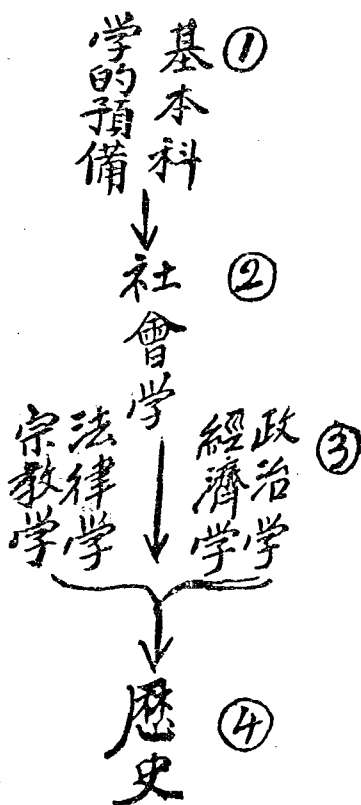 ①
基本科
学的預備
②
社會学
③
政治学
經濟学
法律学
宗教学
④
歷史